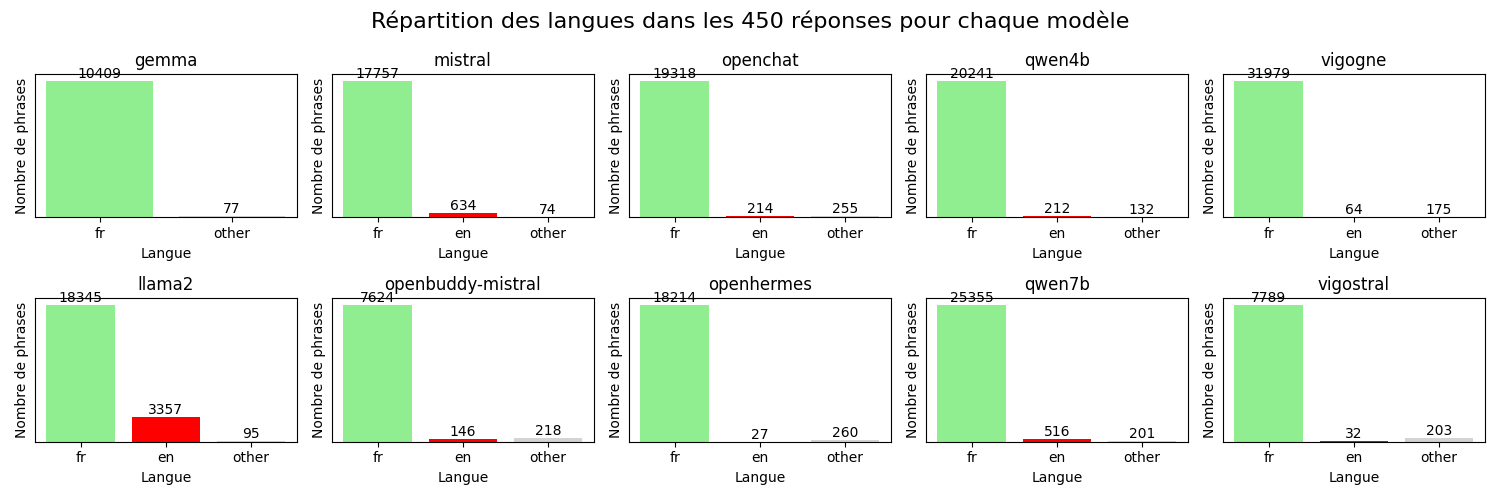 Répartition des langues dans les 450 réponses pour chaque modèle
gemma
Nombre de phrases
10409
77
fr
other
Langue
mistral
Nombre de phrases
17757
634
74
fr
en
other
Langue
openchat
Nombre de phrases
19318
214
255
fr
en
other
Langue
qwen4b
Nombre de phrases
20241
212
132
fr
en
other
Langue
vigogne
Nombre de phrases
31979
64
175
fr
en
other
Langue
llama2
Nombre de phrases
18345
3357
95
fr
en
other
Langue
openbuddy-mistral
Nombre de phrases
7624
146
218
fr
en
other
Langue
openhermes
Nombre de phrases
18214
27
260
fr
en
other
Langue
qwen7b
Nombre de phrases
25355
516
201
fr
en
other
Langue
vigostral
Nombre de phrases
7789
32
203
fr
en
other
Langue